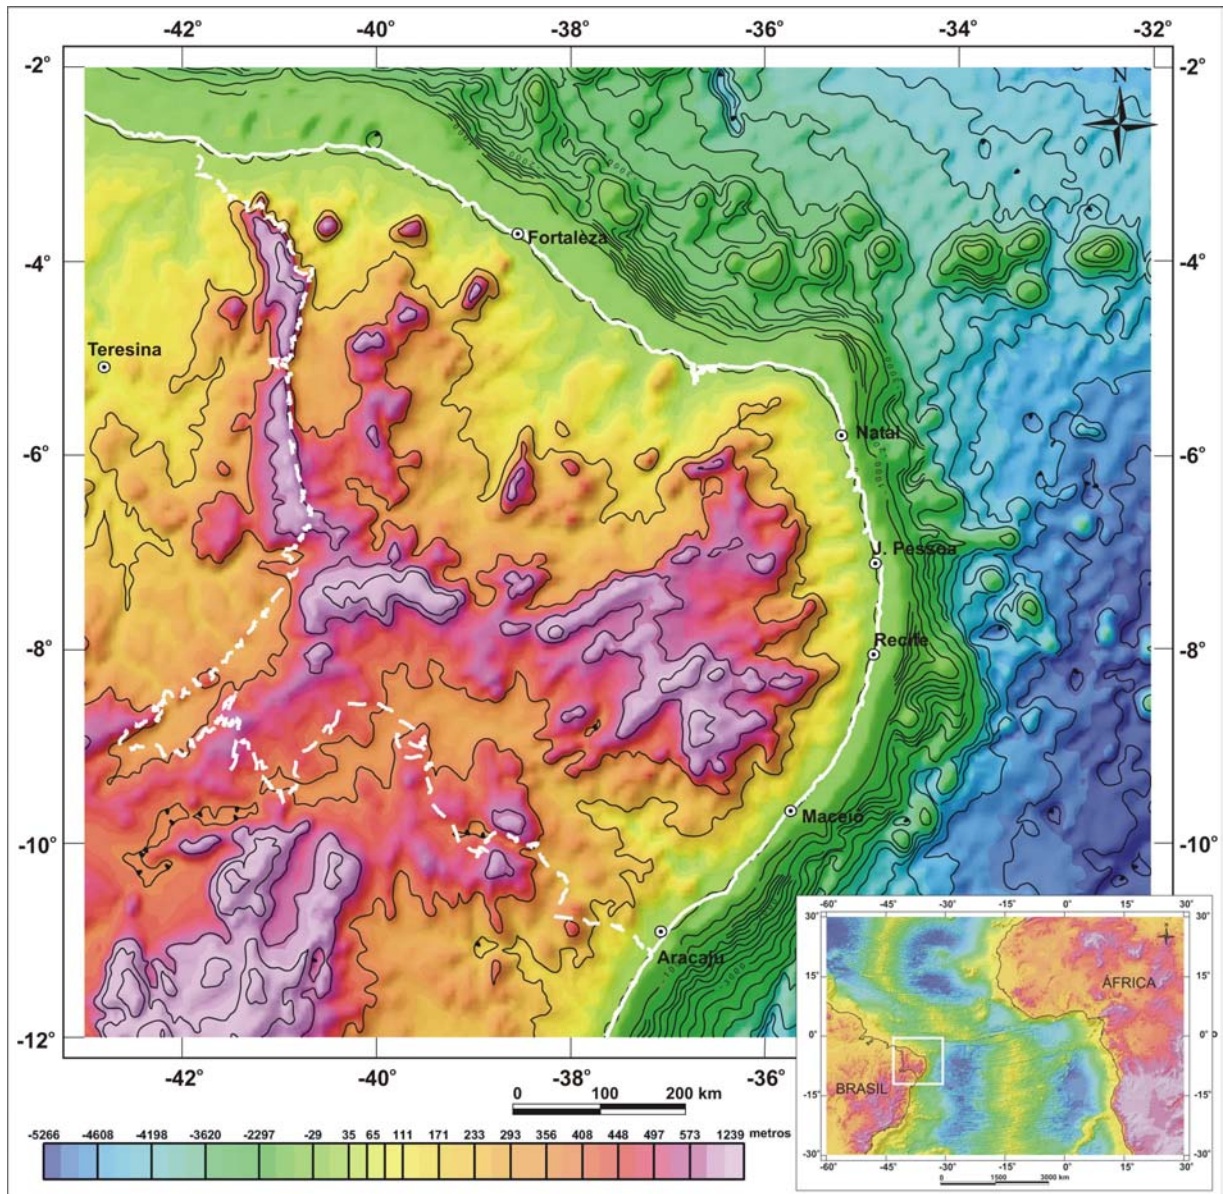 -42° -40° -38° -36° -34° -32°
-2° -2°
N
Fortalèza
-4° -4°
Teresina
Natal
-6° -6°
J. Pessoa
Recife
-8° -8°
Maceió
-10° -10°
Aracaju
-12°
-42° -40° -38° -36°
0 100 200 km
-5266 -4608 -4198 -3620 -2297 -29 35 65 111 171 233 293 356 408 448 497 573 1239 metros
-60° -45° -30° -15° 0° 15° 30°
30° 30°
15° 15°
ÁFRICA
0° 0°
BRASIL
-15° -15°
-30° -30°
-60° -45° -30° -15° 0° 15° 30°
0 1500 3000 km